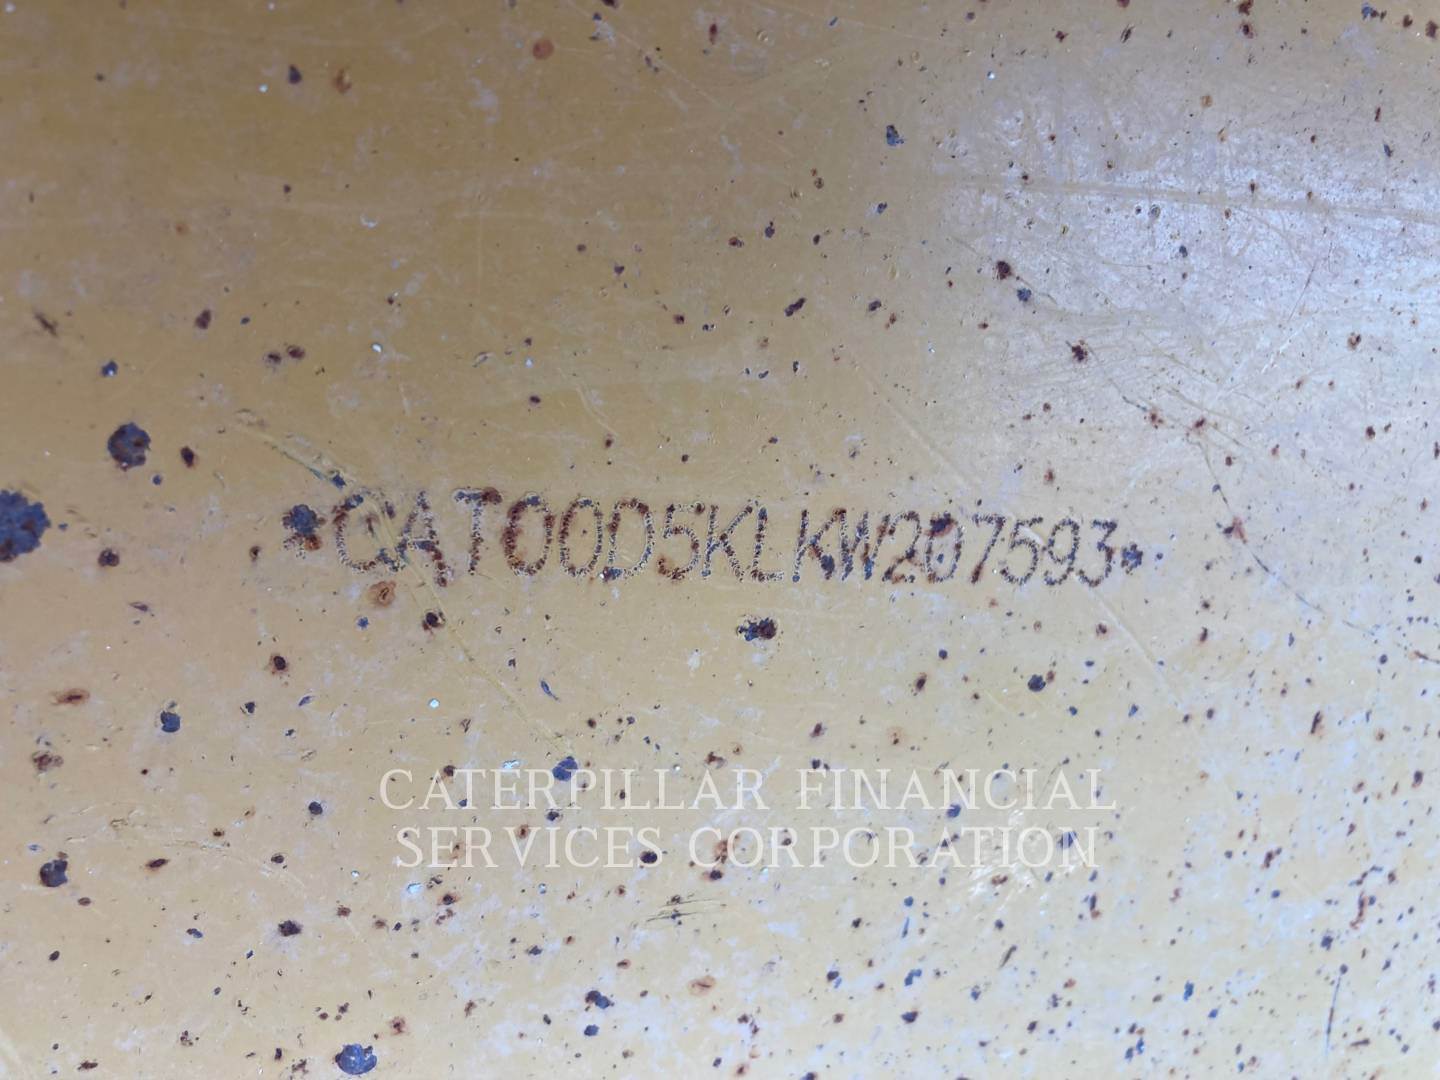 *CAT00D5KLKW207593*
CATERPILLAR FINANCIAL
SERVICES CORPORATION